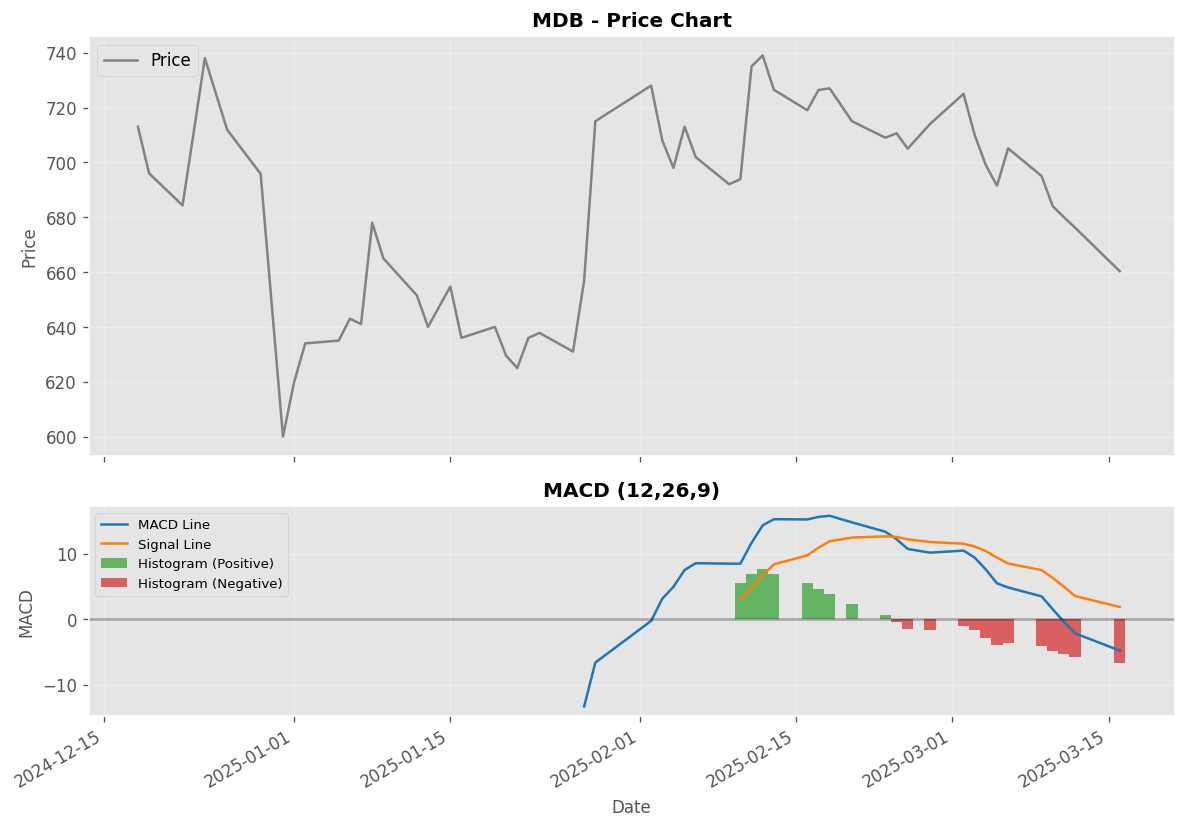 MDB - Price Chart
Price
740
720
700
680
660
640
620
600
Price
MACD (12,26,9)
MACD Line
Signal Line
Histogram (Positive)
Histogram (Negative)
10
0
−10
MACD
2024-12-15
2025-01-01
2025-01-15
2025-02-01
2025-02-15
2025-03-01
2025-03-15
Date